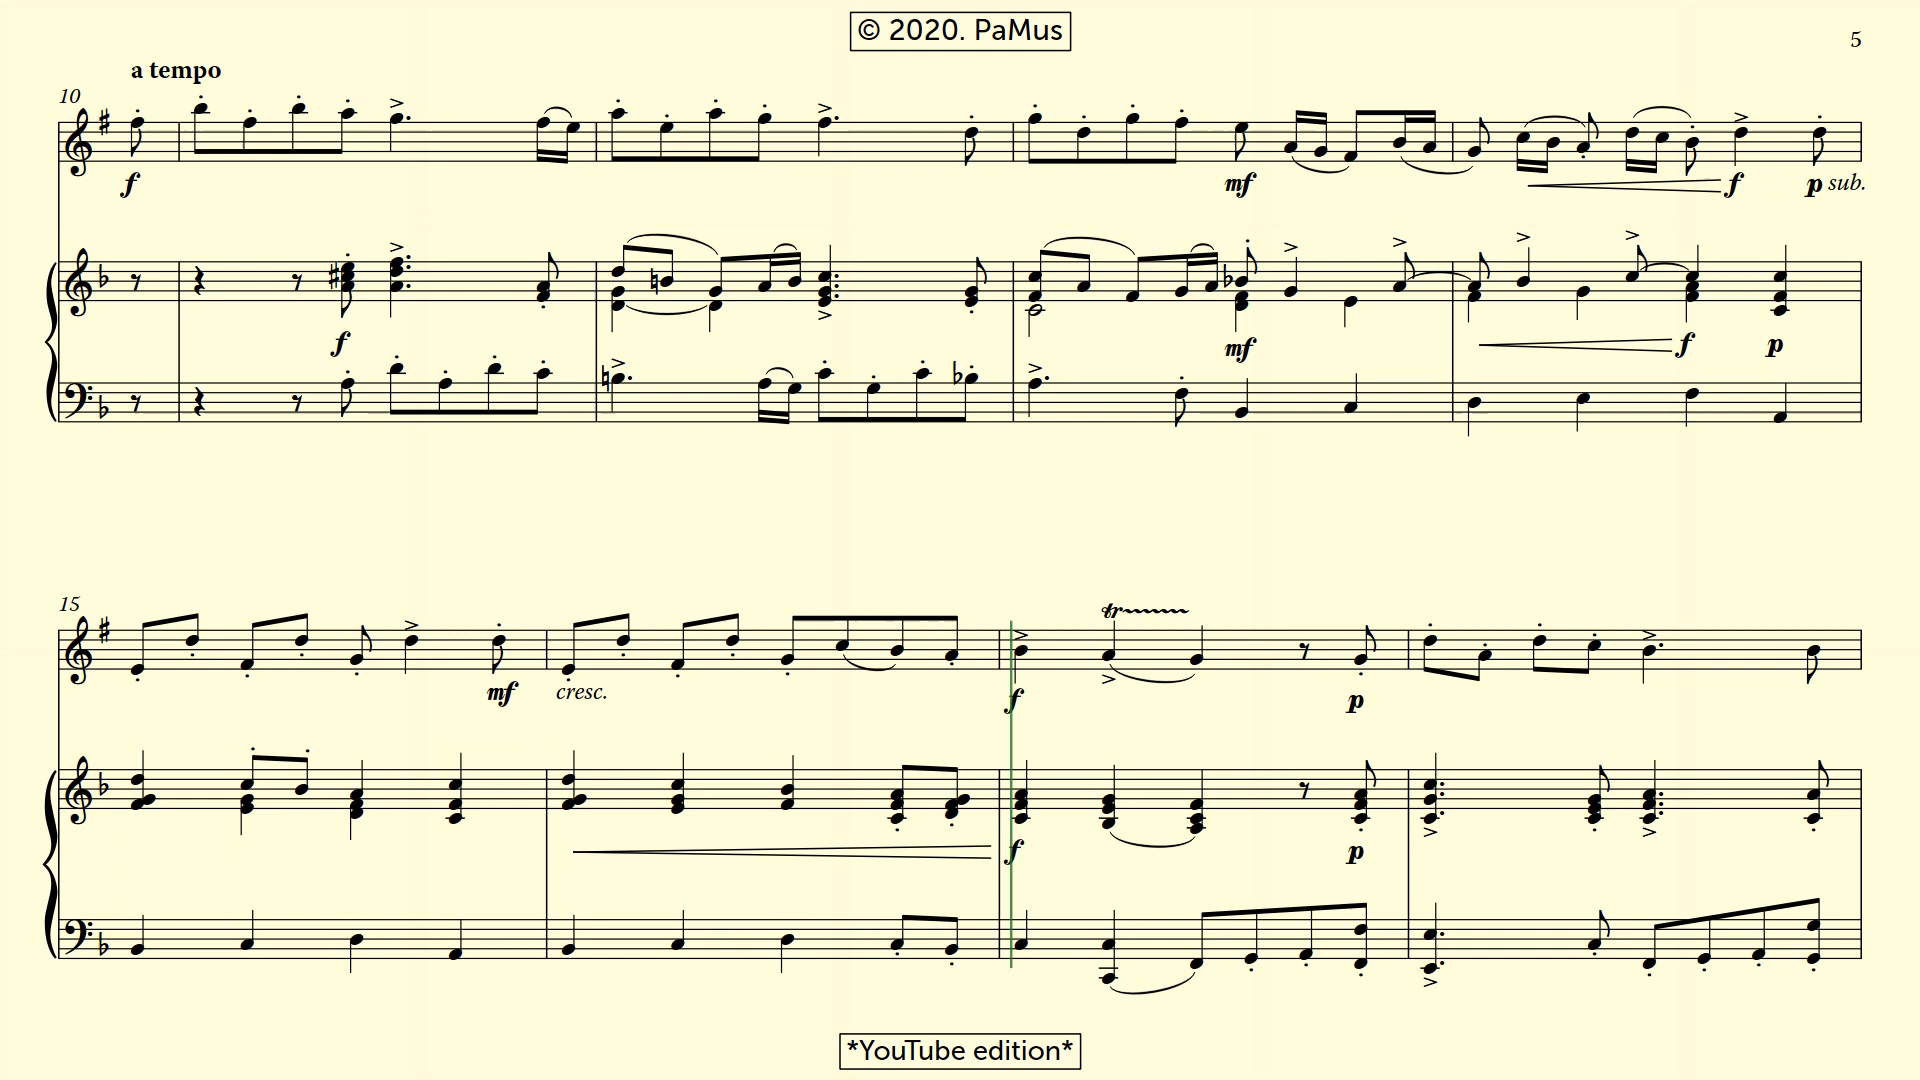 © 2020. PaMus
5
a tempo
10
f
mf
f
p sub.
f
mf
f
p
15
tr
mf
cresc.
f
p
f
p
*YouTube edition*